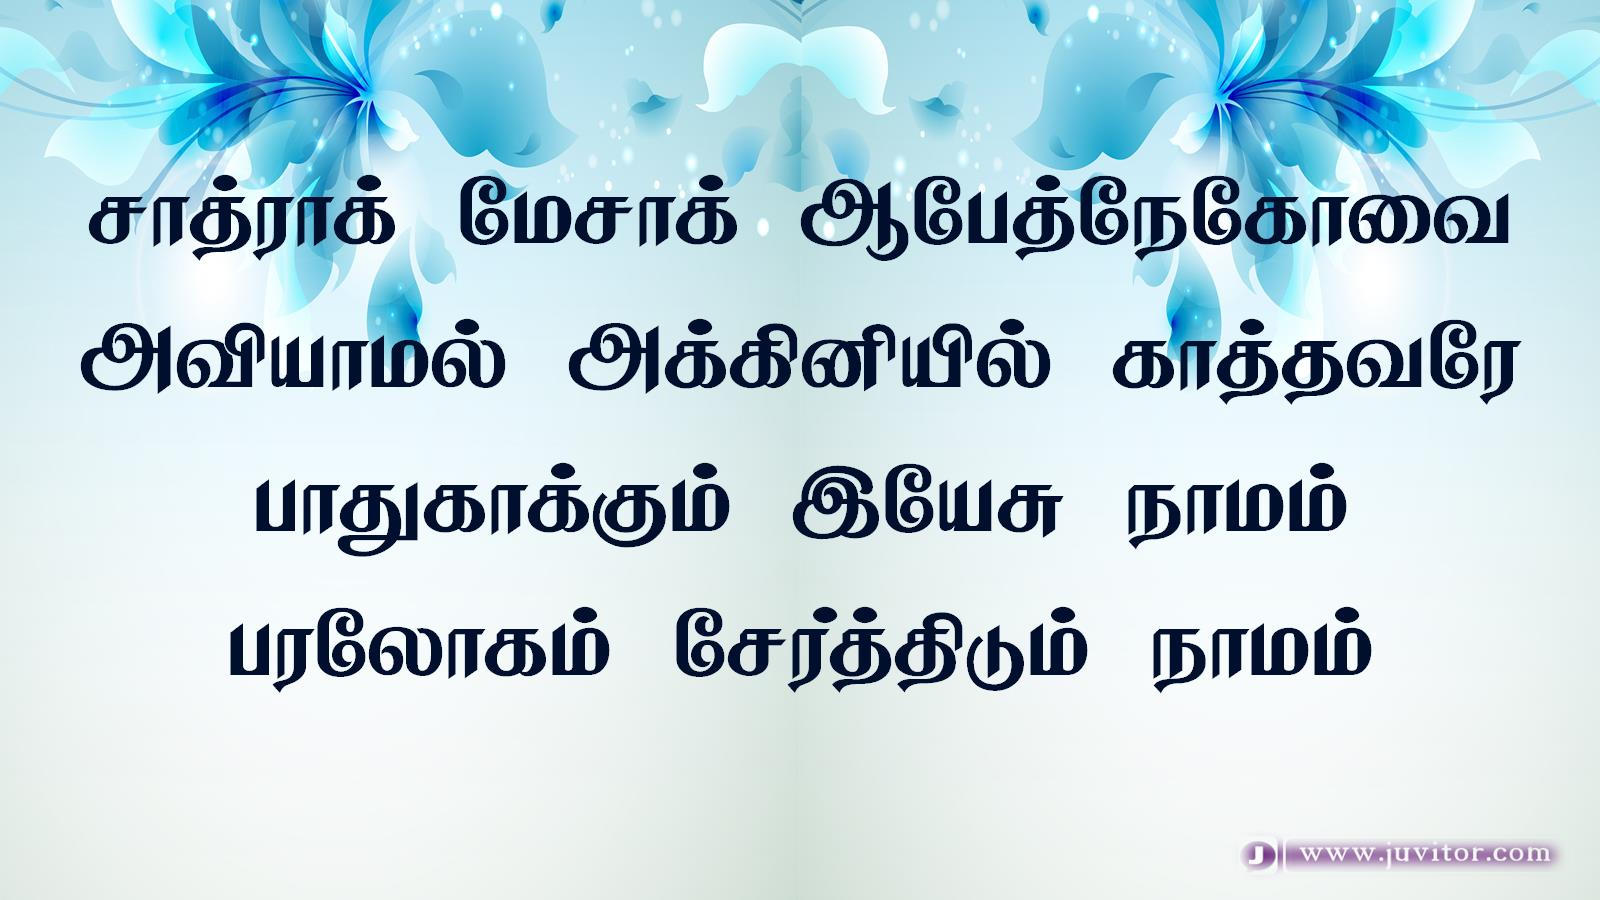 சாத்ராக் மேசாக் ஆபேத்நேகோவை
அவியாமல் அக்கினியில் காத்தவரே
பாதுகாக்கும் இயேசு நாமம்
பரலோகம் சேர்த்திடும் நாமம்
J www.juvitor.com